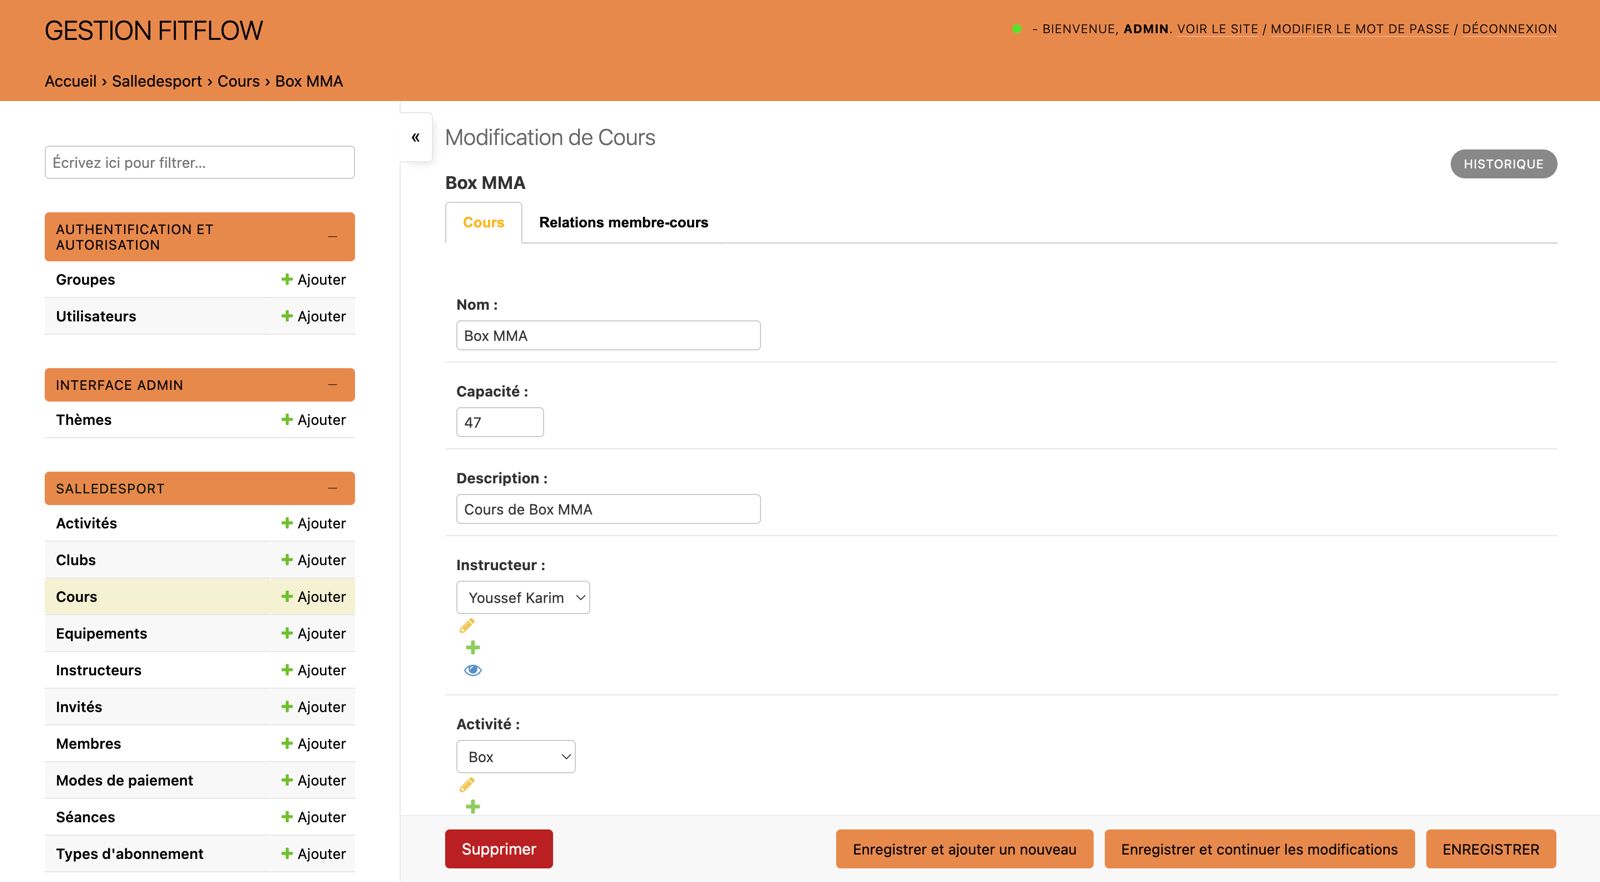 GESTION FITFLOW
- BIENVENUE, ADMIN. VOIR LE SITE / MODIFIER LE MOT DE PASSE / DÉCONNEXION
Accueil › Salledesport › Cours › Box MMA
Écrivez ici pour filtrer...
AUTHENTIFICATION ET
AUTORISATION
Groupes Ajouter
Utilisateurs Ajouter
INTERFACE ADMIN
Thèmes Ajouter
SALLEDESPORT
Activités Ajouter
Clubs Ajouter
Cours Ajouter
Equipements Ajouter
Instructeurs Ajouter
Invités Ajouter
Membres Ajouter
Modes de paiement Ajouter
Séances Ajouter
Types d'abonnement Ajouter
«
Modification de Cours
HISTORIQUE
Box MMA
Cours Relations membre-cours
Nom :
Box MMA
Capacité :
47
Description :
Cours de Box MMA
Instructeur :
Youssef Karim
Activité :
Box
Supprimer Enregistrer et ajouter un nouveau Enregistrer et continuer les modifications ENREGISTRER